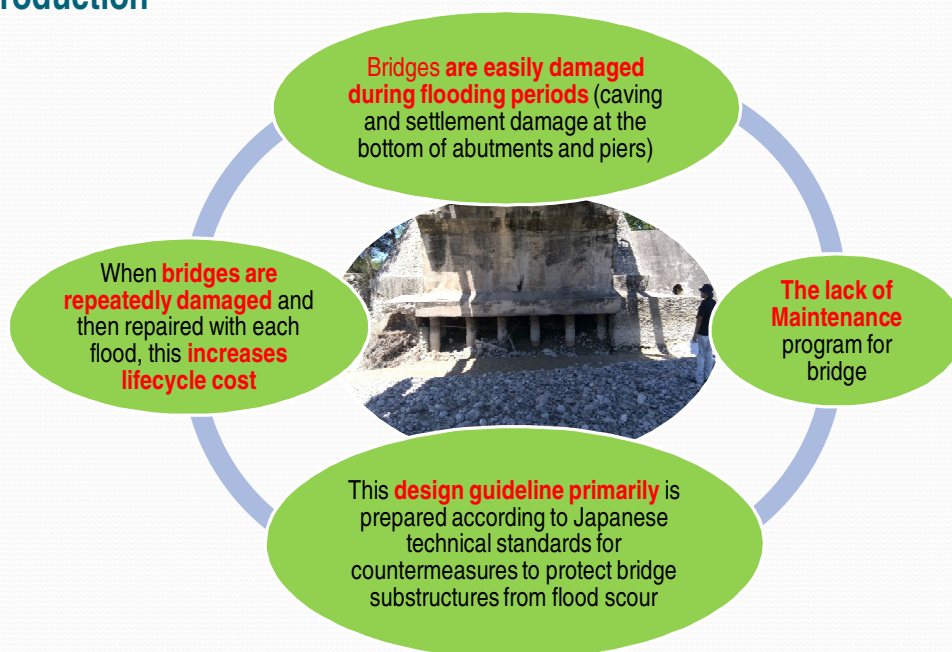 Bridges are easily damaged
during flooding periods (caving
and settlement damage at the
bottom of abutments and piers)
When bridges are
repeatedly damaged and
then repaired with each
flood, this increases
lifecycle cost
The lack of
Maintenance
program for
bridge
This design guideline primarily is
prepared according to Japanese
technical standards for
countermeasures to protect bridge
substructures from flood scour